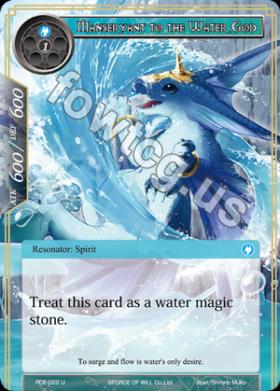 Manservant to the Water God
1
ATK 600 / DEF 600
fowtcg.us
Resonator: Spirit
Treat this card as a water magic
stone.
To surge and flow is water's only desire.
RDE-022 U
©FORCE OF WILL Co.,Ltd.